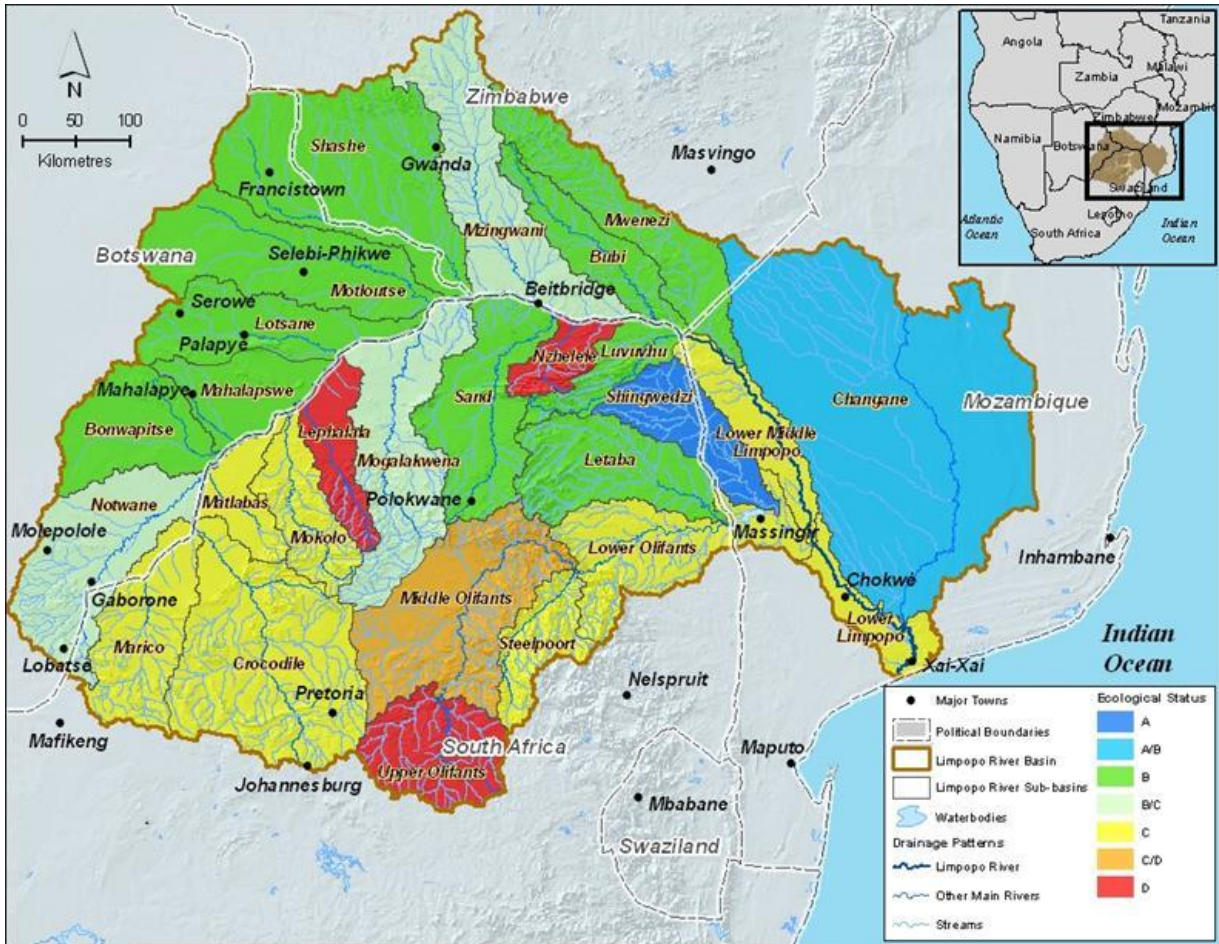 N
0 50 100
Kilometres
Zimbabwe
Shashe
Gwanda
Francistown
Masvingo
Mwenezi
Mzingwani
Bubi
Botswana
Selebi-Phikwe
Motloutse
Beitbridge
Serowe
Lotsane
Palapye
Nzhelele
Luvuvhu
Mahalapye
Mahalapswe
Sand
Shingwedzi
Changane
Mozambique
Bonwapitse
Lephalala
Lower Middle
Limpopo
Mogalakwena
Letaba
Notwane
Matlabas
Polokwane
Massingir
Molepolole
Mokolo
Lower Olifants
Inhambane
Gaborone
Middle Olifants
Chokwe
Lower
Limpopo
Lobatse
Marico
Crocodile
Steelpoort
Xai-Xai
Indian
Ocean
Pretoria
Nelspruit
Mafikeng
South Africa
Johannesburg
Upper Olifants
Maputo
Mbabane
Swaziland
Tanzania
Angola
Malawi
Zambia
Mozambic
Zimbabwe
Namibia
Botswana
Swaziland
Lesotho
South Africa
Atlantic
Ocean
Indian
Ocean
Major Towns
Political Boundaries
Limpopo River Basin
Limpopo River Sub-basins
Waterbodies
Drainage Patterns
Limpopo River
Other Main Rivers
Streams
Ecological Status
A
A/B
B
B/C
C
C/D
D